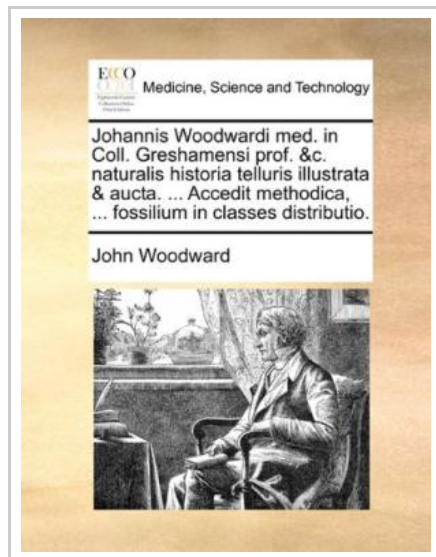 ECCO
Medicine, Science and Technology
Johannis Woodwardi med. in
Coll. Greshamensi prof. &c.
naturalis historia telluris illustrata
& aucta. ... Accedit methodica,
... fossilium in classes distributio.
John Woodward